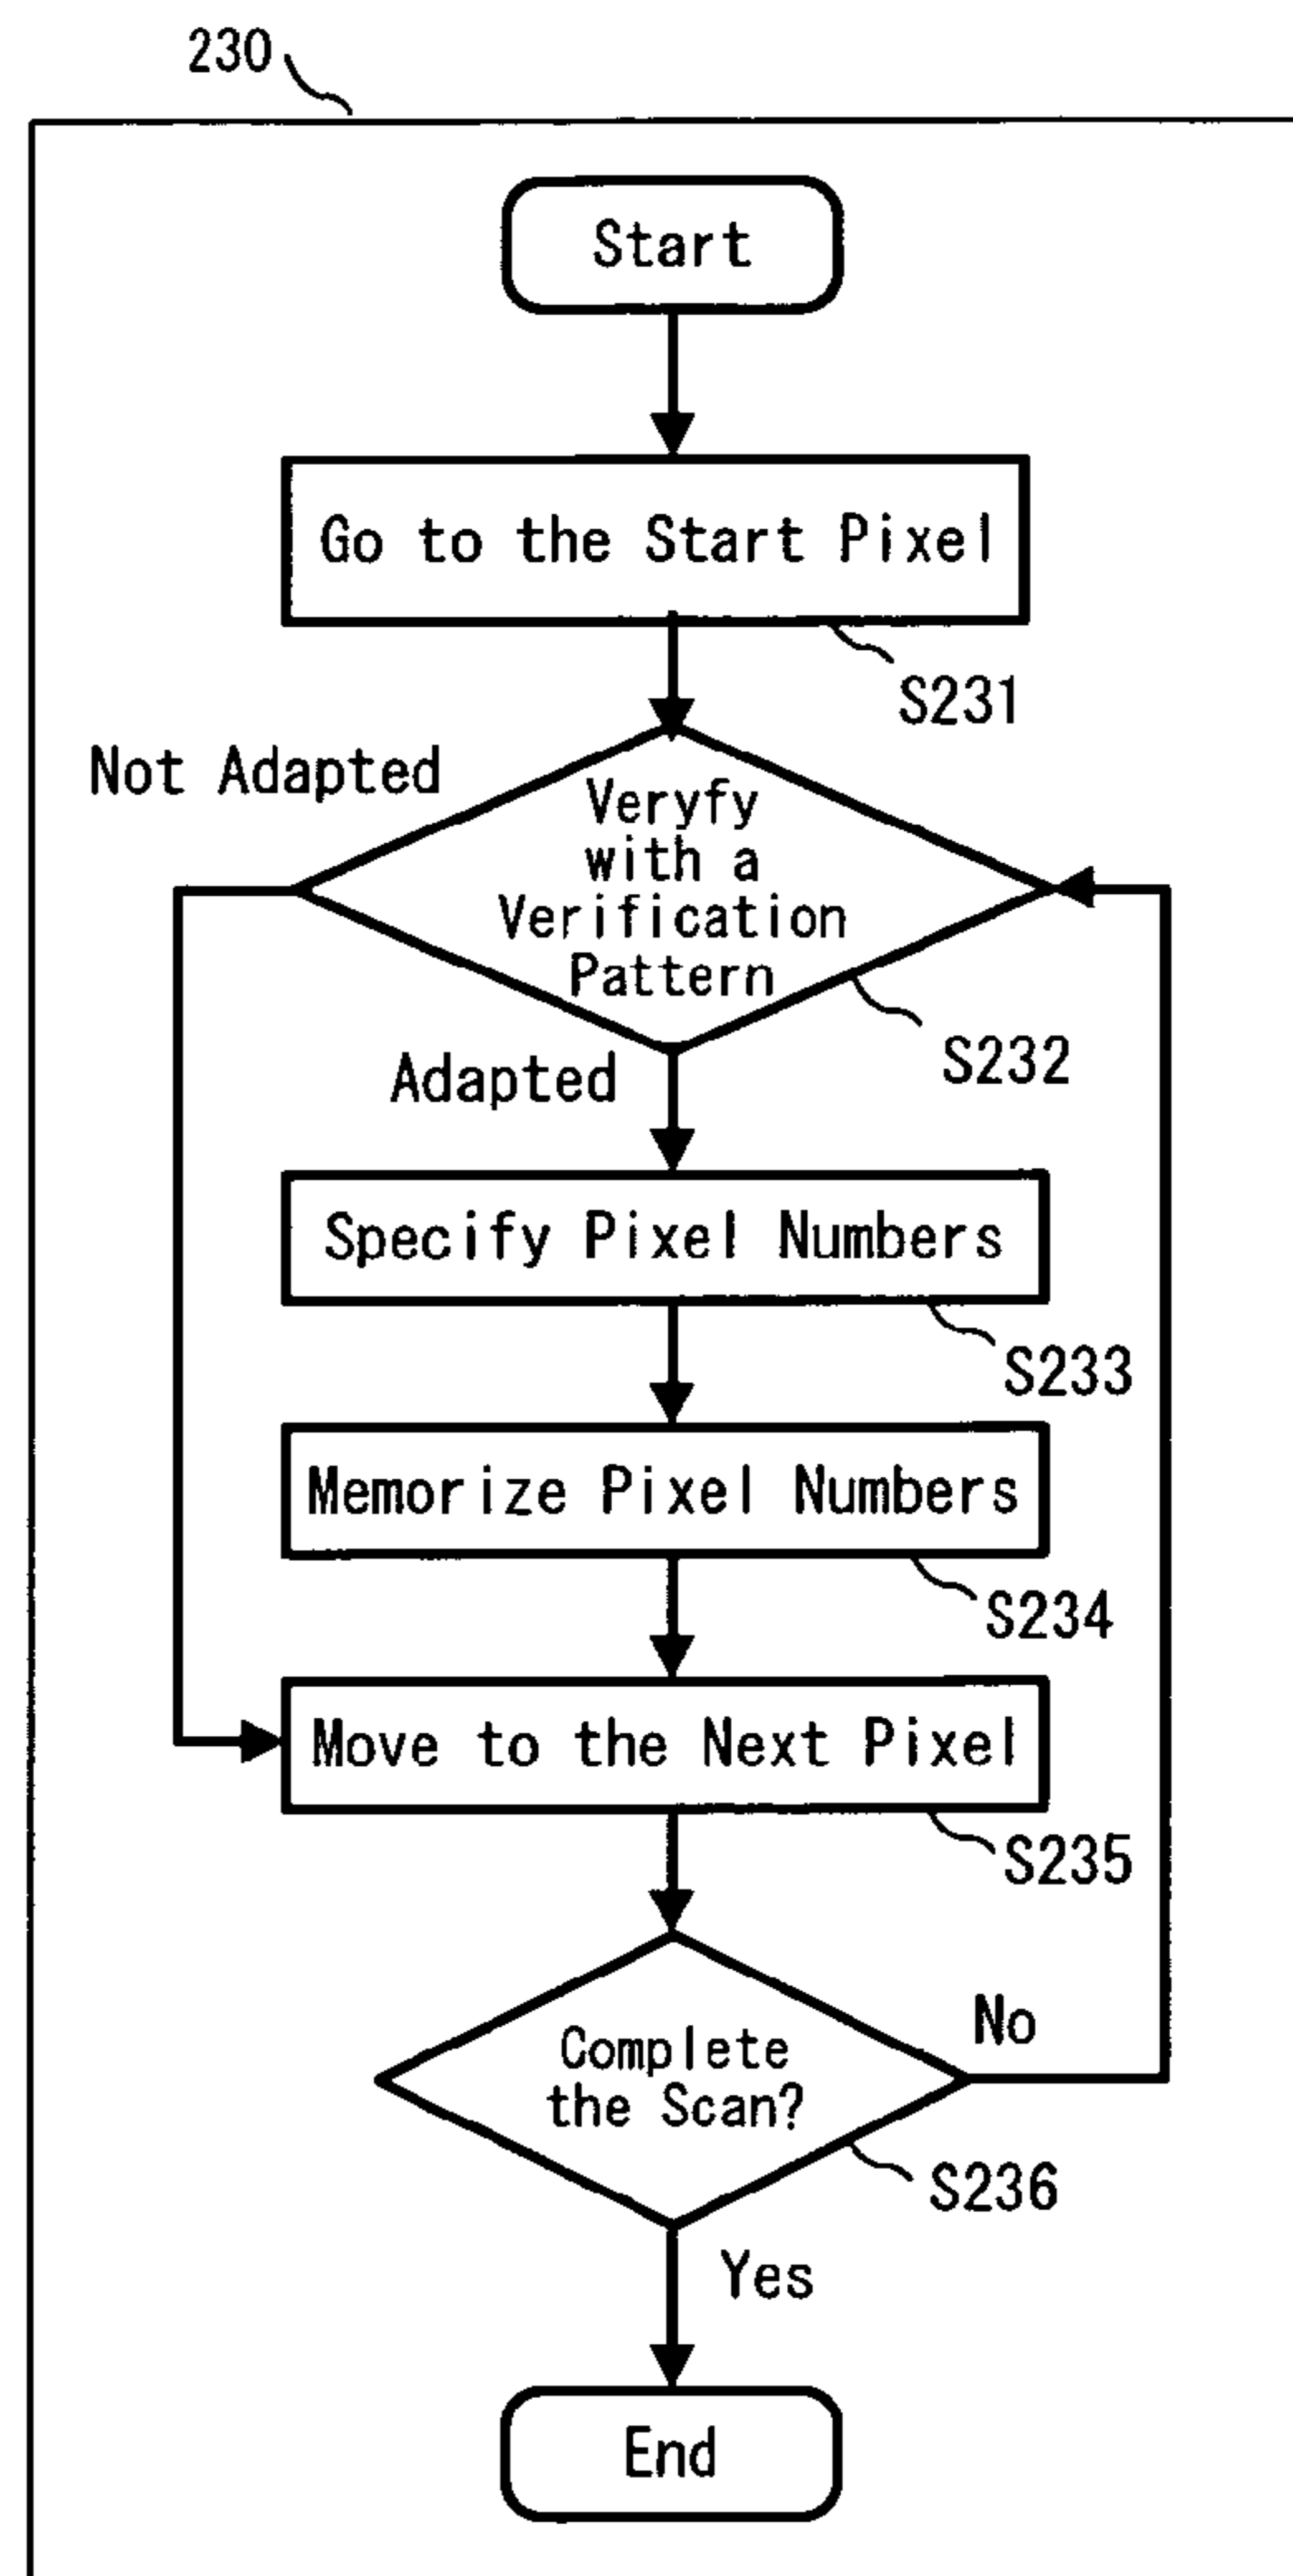 230
Start
Go to the Start Pixel
S231
Not Adapted
Veryfy
with a
Verification
Pattern
S232
Adapted
Specify Pixel Numbers
S233
Memorize Pixel Numbers
S234
Move to the Next Pixel
S235
Complete
the Scan?
No
S236
Yes
End